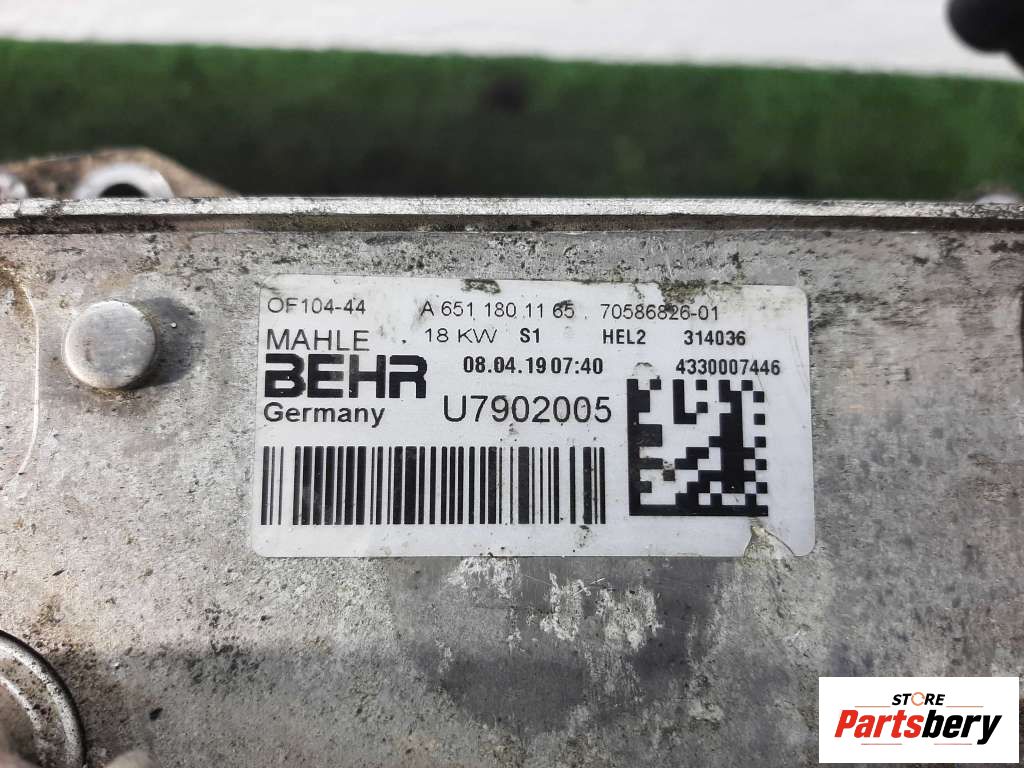 OF104-44 A 651 180 11 65 70586826-01
MAHLE 18 KW S1 HEL2 314036
BEHR 08.04.19 07:40 4330007446
Germany U7902005
STORE
Partsbery